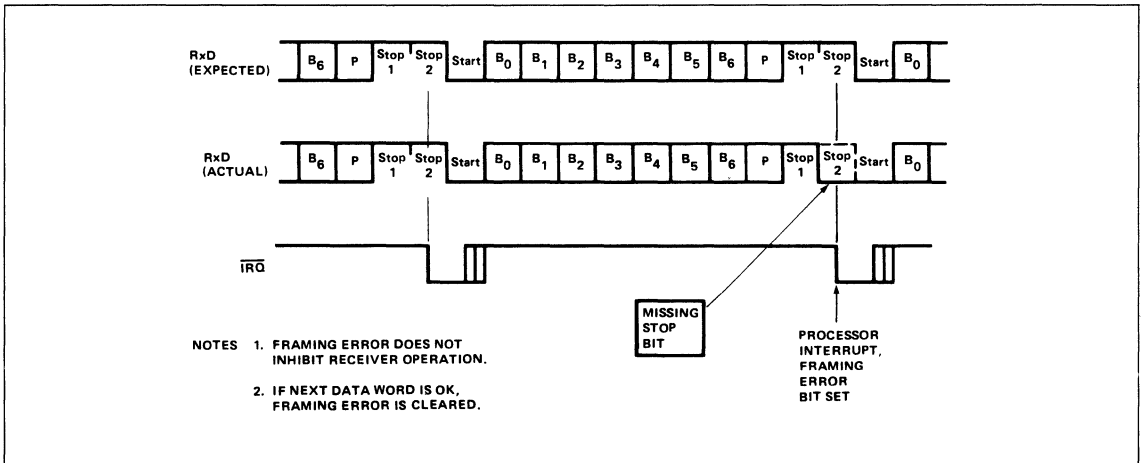 RxD (EXPECTED)
B6 P Stop 1 Stop 2 Start B0 B1 B2 B3 B4 B5 B6 P Stop 1 Stop 2 Start B0
RxD (ACTUAL)
B6 P Stop 1 Stop 2 Start B0 B1 B2 B3 B4 B5 B6 P Stop 1 Stop 2 Start B0
IRQ
MISSING
STOP
BIT
PROCESSOR
INTERRUPT,
FRAMING
ERROR
BIT SET
NOTES 1. FRAMING ERROR DOES NOT
INHIBIT RECEIVER OPERATION.
2. IF NEXT DATA WORD IS OK,
FRAMING ERROR IS CLEARED.